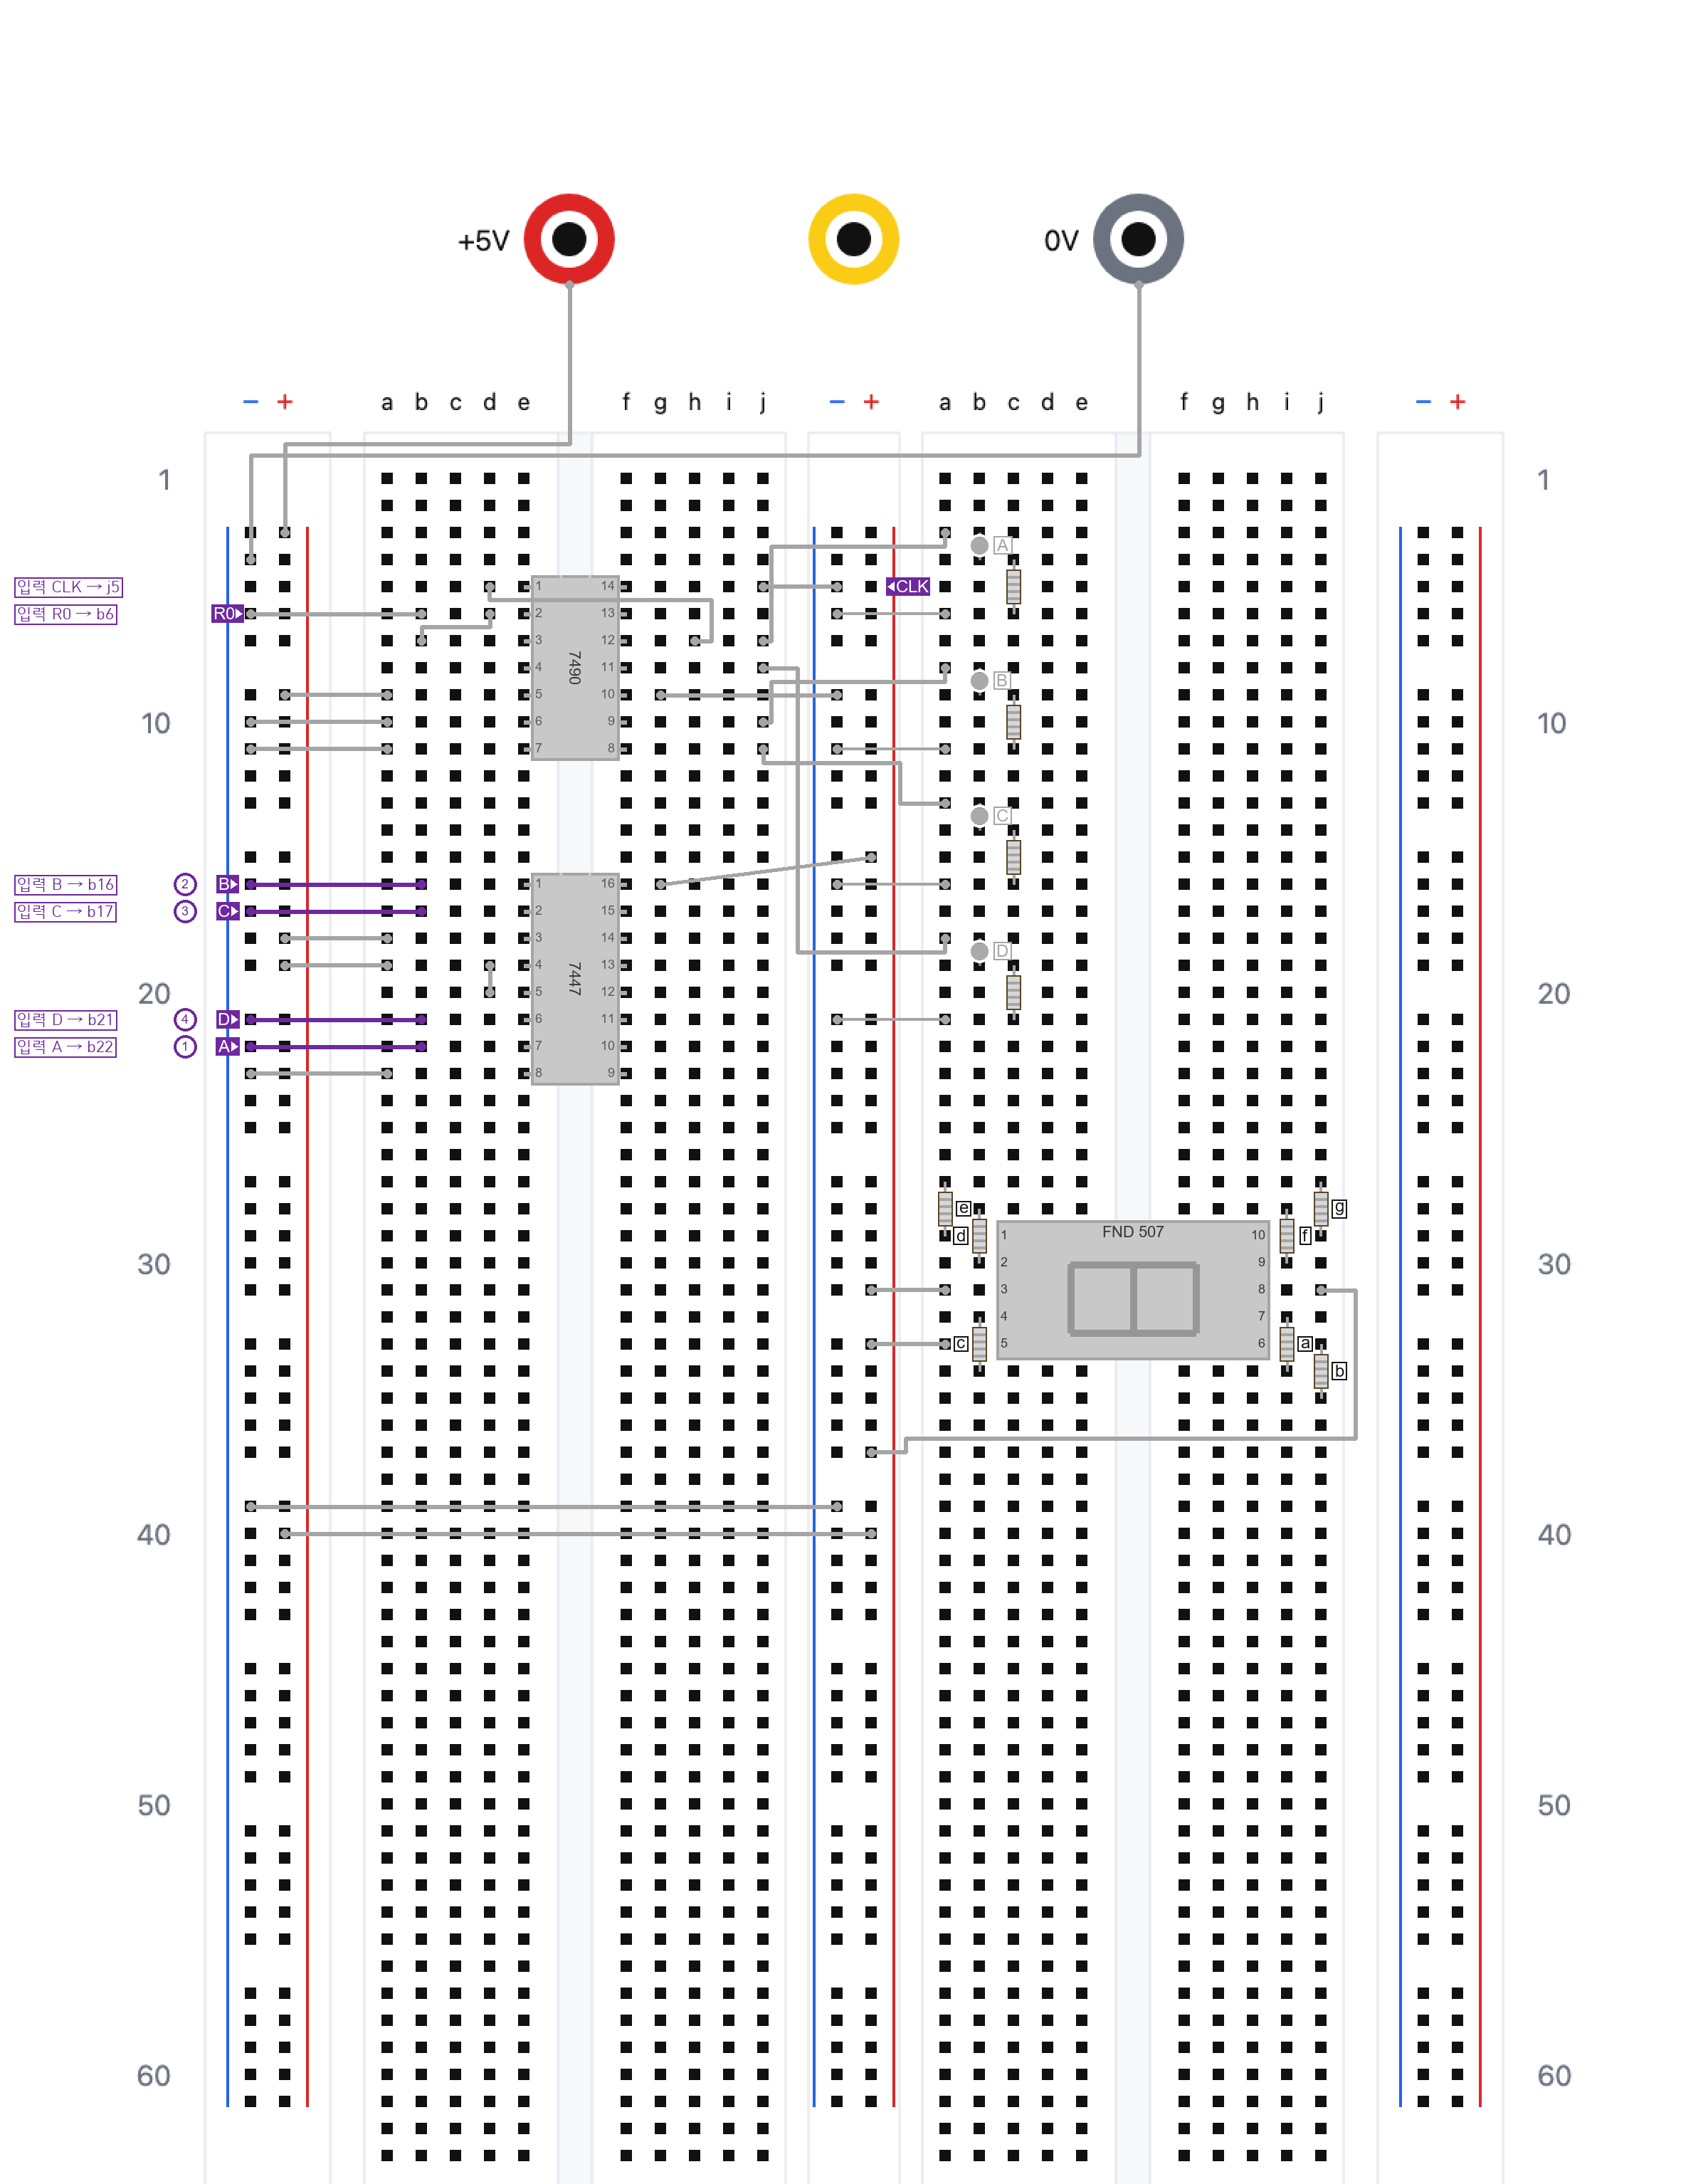 +5V
0V
− + a b c d e f g h i j − + a b c d e f g h i j − +
1 1
A
입력 CLK → j5
1 14
CLK
입력 R0 → b6
R0
2 13
3 12
7490
4 11
B
5 10
10 6 9 10
7 8
C
입력 B → b16
2 B
1 16
입력 C → b17
3 C
2 15
3 14
D
7447
4 13
20 5 12 20
입력 D → b21
4 D
6 11
입력 A → b22
1 A
7 10
8 9
e g
d 1 FND 507 10 f
30 2 9 30
3 8
4 7
c 5 6 a
b
40 40
50 50
60 60